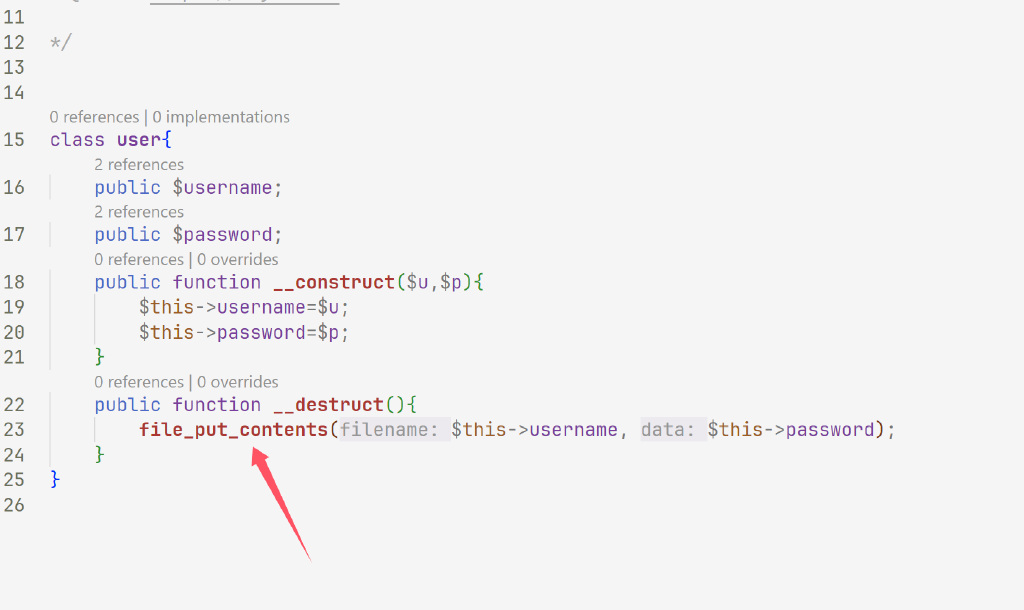 11
12 */
13
14
0 references | 0 implementations
15 class user{
2 references
16 public $username;
2 references
17 public $password;
0 references | 0 overrides
18 public function __construct($u,$p){
19 $this->username=$u;
20 $this->password=$p;
21 }
0 references | 0 overrides
22 public function __destruct(){
23 file_put_contents(filename: $this->username, data: $this->password);
24 }
25 }
26